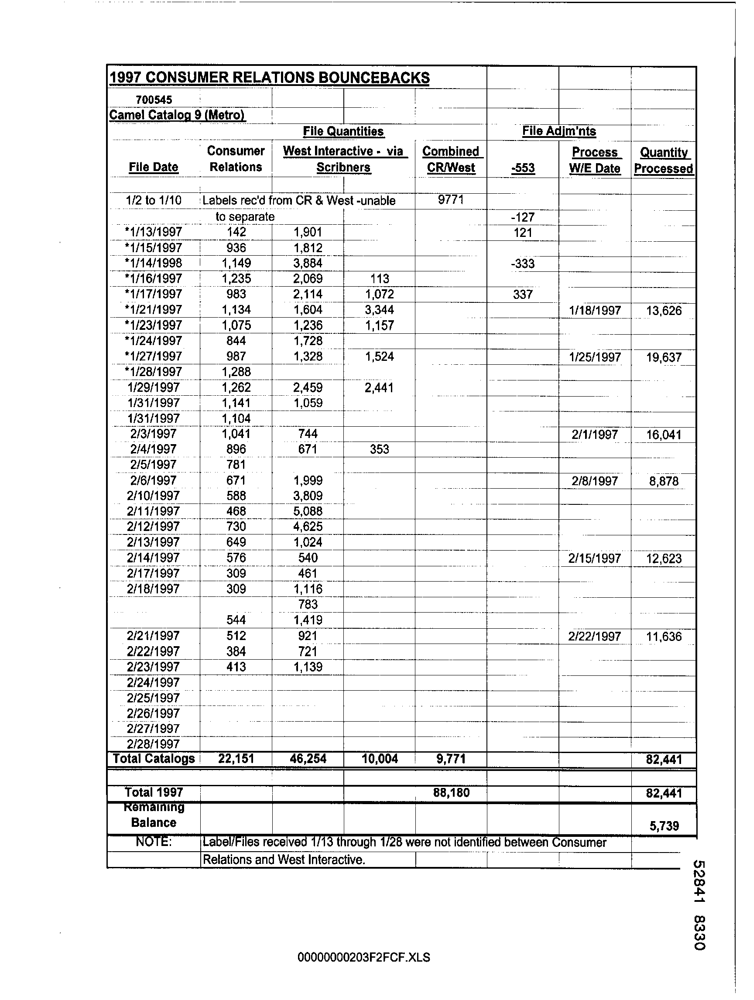 1997 CONSUMER RELATIONS BOUNCEBACKS
700545
Camel Catalog 9 (Metro)
File Quantities File Adjm'nts
Consumer West Interactive - via Combined Process Quantity
File Date Relations Scribners CR/West -553 W/E Date Processed
1/2 to 1/10 Labels rec'd from CR & West -unable 9771
to separate -127
*1/13/1997 142 1,901 121
*1/15/1997 936 1,812
*1/14/1998 1,149 3,884 -333
*1/16/1997 1,235 2,069 113
*1/17/1997 983 2,114 1,072 337
*1/21/1997 1,134 1,604 3,344 1/18/1997 13,626
*1/23/1997 1,075 1,236 1,157
*1/24/1997 844 1,728
*1/27/1997 987 1,328 1,524 1/25/1997 19,637
*1/28/1997 1,288
1/29/1997 1,262 2,459 2,441
1/31/1997 1,141 1,059
1/31/1997 1,104
2/3/1997 1,041 744 2/1/1997 16,041
2/4/1997 896 671 353
2/5/1997 781
2/6/1997 671 1,999 2/8/1997 8,878
2/10/1997 588 3,809
2/11/1997 468 5,088
2/12/1997 730 4,625
2/13/1997 649 1,024
2/14/1997 576 540 2/15/1997 12,623
2/17/1997 309 461
2/18/1997 309 1,116
783
544 1,419
2/21/1997 512 921 2/22/1997 11,636
2/22/1997 384 721
2/23/1997 413 1,139
2/24/1997
2/25/1997
2/26/1997
2/27/1997
2/28/1997
Total Catalogs 22,151 46,254 10,004 9,771 82,441
Total 1997 88,180 82,441
Remaining
Balance 5,739
NOTE: Label/Files received 1/13 through 1/28 were not identified between Consumer
Relations and West Interactive.
52841 8330
00000000203F2FCF.XLS